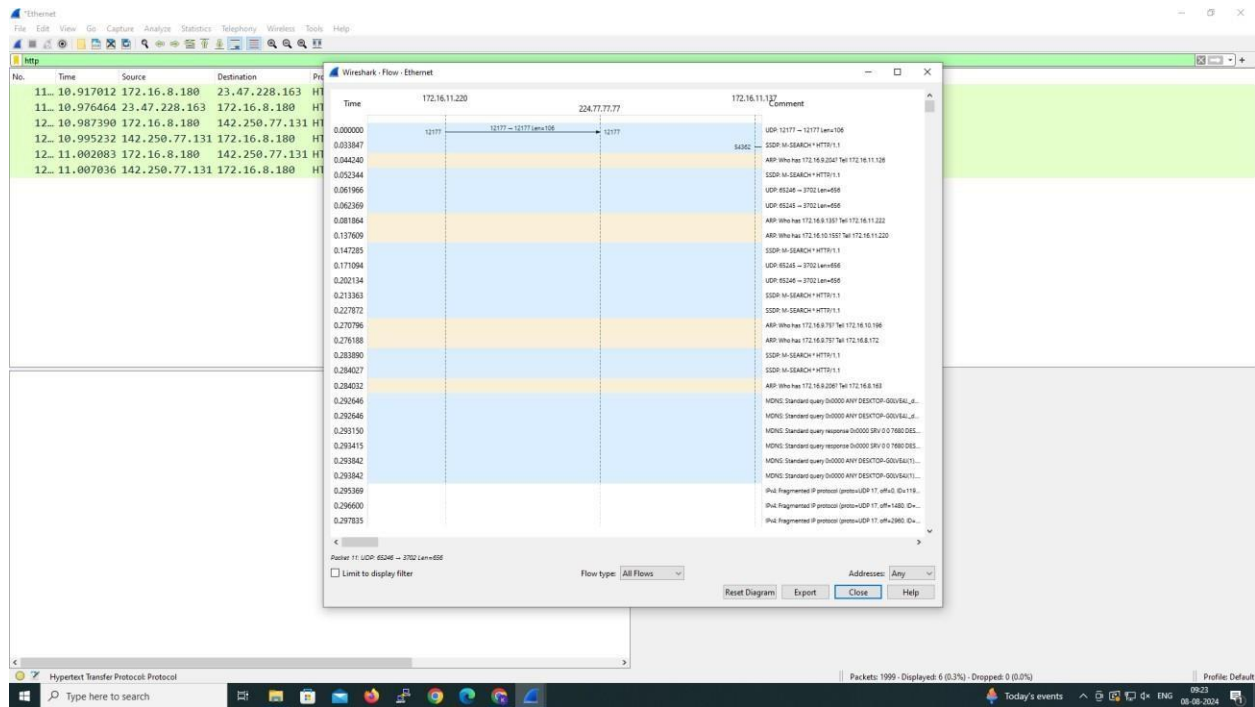 *Ethernet
File Edit View Go Capture Analyze Statistics Telephony Wireless Tools Help
http
No. Time Source Destination Pro
11… 10.917012 172.16.8.180 23.47.228.163 HT
11… 10.976464 23.47.228.163 172.16.8.180 HT
12… 10.987390 172.16.8.180 142.250.77.131 HT
12… 10.995232 142.250.77.131 172.16.8.180 HT
12… 11.002083 172.16.8.180 142.250.77.131 HT
12… 11.007036 142.250.77.131 172.16.8.180 HT
Wireshark · Flow · Ethernet
Time 172.16.11.220 224.77.77.77 172.16.11.137 Comment
0.000000 12177 12177 → 12177 Len=106 12177 UDP: 12177 → 12177 Len=106
0.033847 54362 SSDP: M-SEARCH * HTTP/1.1
0.044240 ARP: Who has 172.16.9.204? Tell 172.16.11.126
0.052344 SSDP: M-SEARCH * HTTP/1.1
0.061966 UDP: 65246 → 3702 Len=656
0.062369 UDP: 65245 → 3702 Len=656
0.081864 ARP: Who has 172.16.9.135? Tell 172.16.11.222
0.137609 ARP: Who has 172.16.10.155? Tell 172.16.11.220
0.147285 SSDP: M-SEARCH * HTTP/1.1
0.171094 UDP: 65245 → 3702 Len=656
0.202134 UDP: 65246 → 3702 Len=656
0.213363 SSDP: M-SEARCH * HTTP/1.1
0.227872 SSDP: M-SEARCH * HTTP/1.1
0.270796 ARP: Who has 172.16.9.75? Tell 172.16.10.196
0.276188 ARP: Who has 172.16.9.75? Tell 172.16.8.172
0.283890 SSDP: M-SEARCH * HTTP/1.1
0.284027 SSDP: M-SEARCH * HTTP/1.1
0.284032 ARP: Who has 172.16.9.206? Tell 172.16.8.163
0.292646 MDNS: Standard query 0x0000 ANY
0.292646 MDNS: Standard query 0x0000 ANY
0.293150 MDNS: Standard query response 0x0000 SRV 0 0 7680 DES...
0.293415 MDNS: Standard query response 0x0000 SRV 0 0 7680 DES...
0.293842 MDNS: Standard query 0x0000 ANY
0.293842 MDNS: Standard query 0x0000 ANY
0.295369 IPv4: Fragmented IP protocol (proto=UDP 17, off=0, ID=119...
0.296600 IPv4: Fragmented IP protocol (proto=UDP 17, off=1480, ID=...
0.297835 IPv4: Fragmented IP protocol (proto=UDP 17, off=2960, ID=...
Packet 11: UDP: 65246 → 3702 Len=656
Limit to display filter Flow type: All Flows Addresses: Any
Reset Diagram Export Close Help
Hypertext Transfer Protocol: Protocol Packets: 1999 · Displayed: 6 (0.3%) · Dropped: 0 (0.0%) Profile: Default
Type here to search Today's events ENG 09:23
08-08-2024